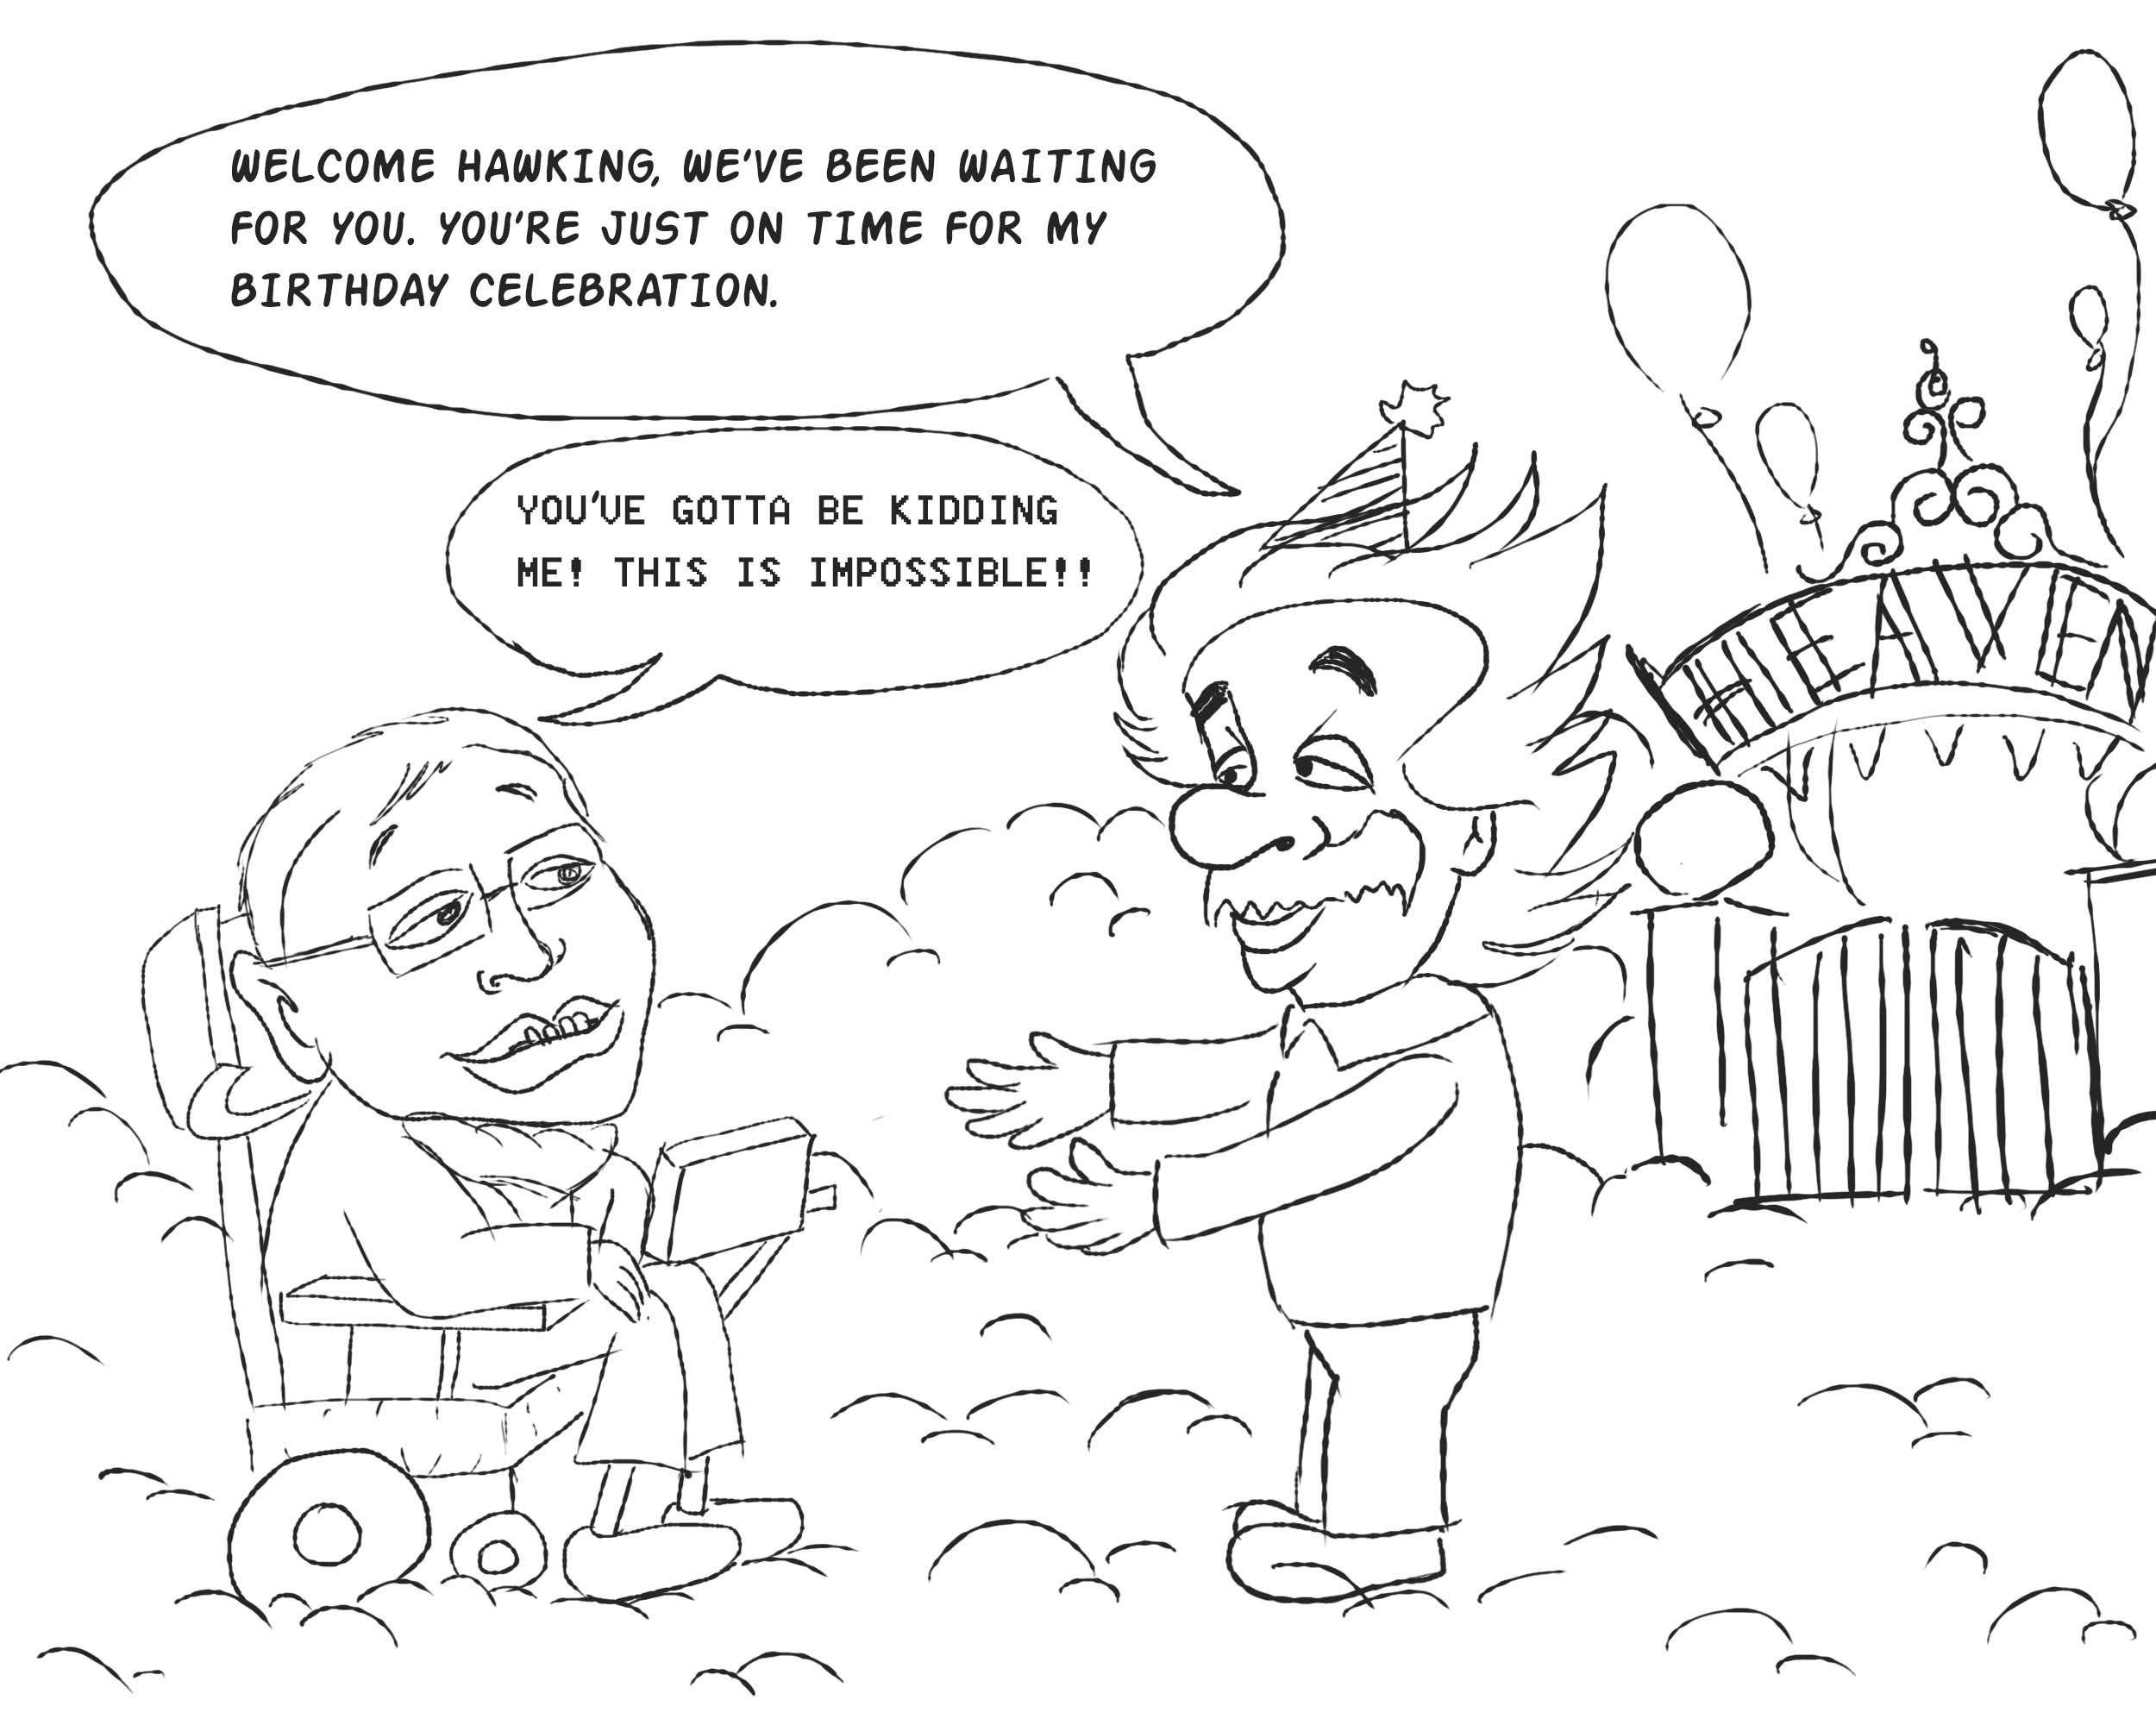 WELCOME HAWKING, WE'VE BEEN WAITING
FOR YOU. YOU'RE JUST ON TIME FOR MY
BIRTHDAY CELEBRATION.
YOU'VE GOTTA BE KIDDING
ME! THIS IS IMPOSSIBLE!!
HEAVEN